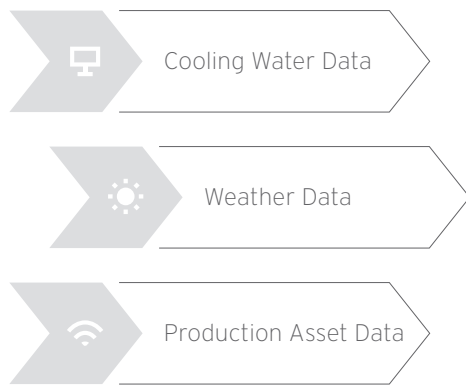 Cooling Water Data
Weather Data
Production Asset Data